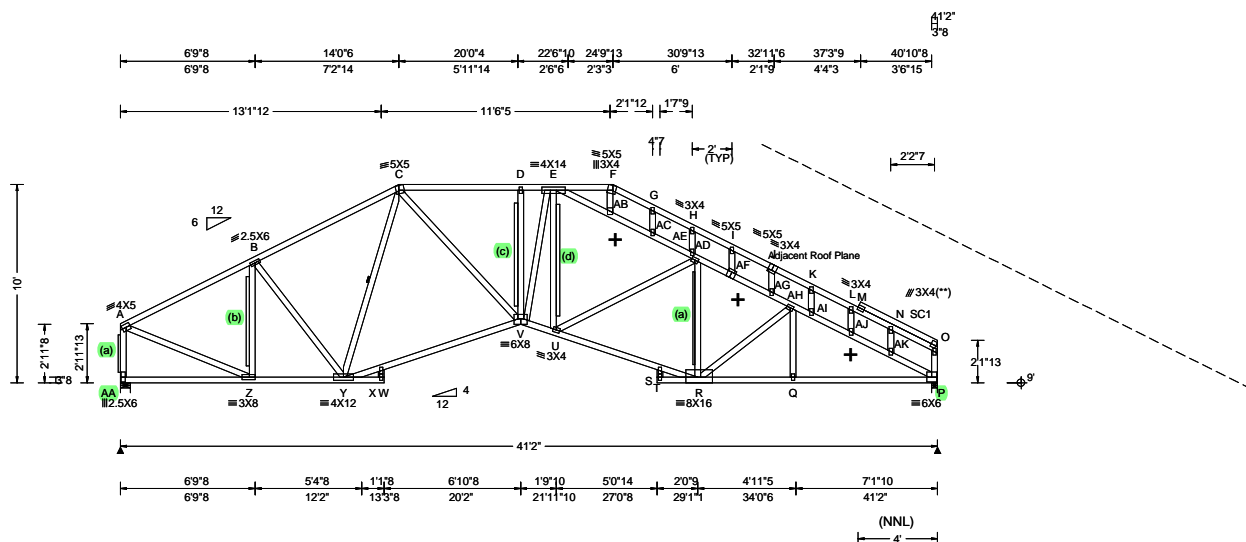 41'2"
3"8
6'9"8 14'0"6 20'0"4 22'6"10 24'9"13 30'9"13 32'11"6 37'3"9 40'10"8
6'9"8 7'2"14 5'11"14 2'6"6 2'3"3 6' 2'1"9 4'4"3 3'6"15
13'1"12 11'6"5 2'1"12 1'7"9
4"7 2' 2'2"7
(TYP)
5X5 5X5
4X14 3X4
C D E F
12
6
G 3X4
H
5X5
I 5X5
3X4
Adjacent Roof Plane
AB AC AE AD AF AG AH AI AJ AK
2.5X6
B
K 3X4
L M
3X4(**)
N SC1
O
4X5
A
(a) (b) (c) (d) (a)
10'
2'11"8 2'11"13
3"8
2'1"13
V
6X8
U
3X4
AA Z Y X W S T R Q P
2.5X6 3X8 4X12 8X16 6X6
4
12
9'
41'2"
6'9"8 5'4"8 1'1"8 6'10"8 1'9"10 5'0"14 2'0"9 4'11"5 7'1"10
6'9"8 12'2" 13'3"8 20'2" 21'11"10 27'0"8 29'1"1 34'0"6 41'2"
(NNL)
4'